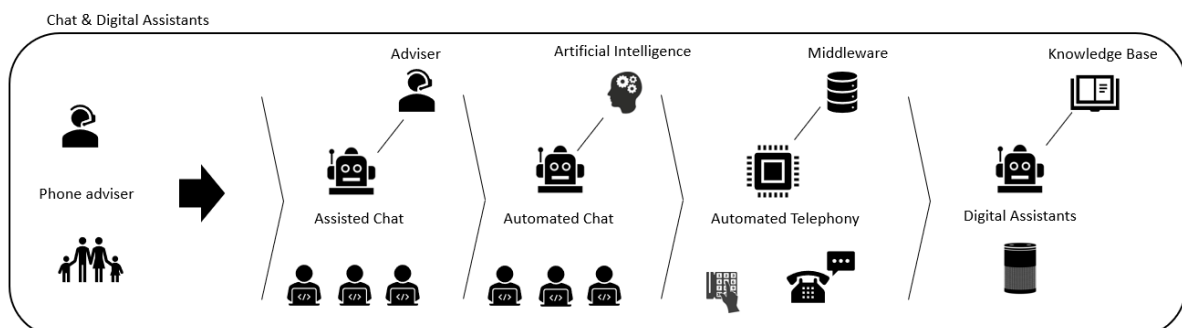 Chat & Digital Assistants
Phone adviser
Adviser
Assisted Chat
Artificial Intelligence
Automated Chat
Middleware
Automated Telephony
Knowledge Base
Digital Assistants